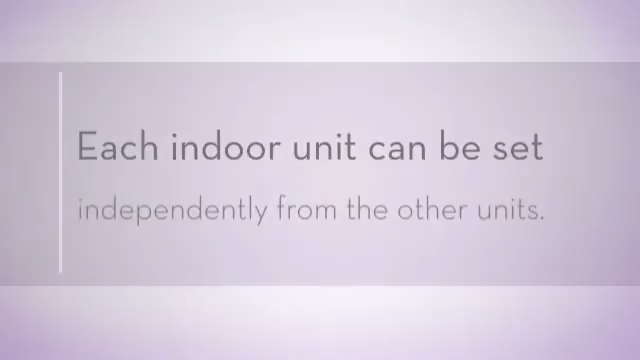 Each indoor unit can be set
independently from the other units.